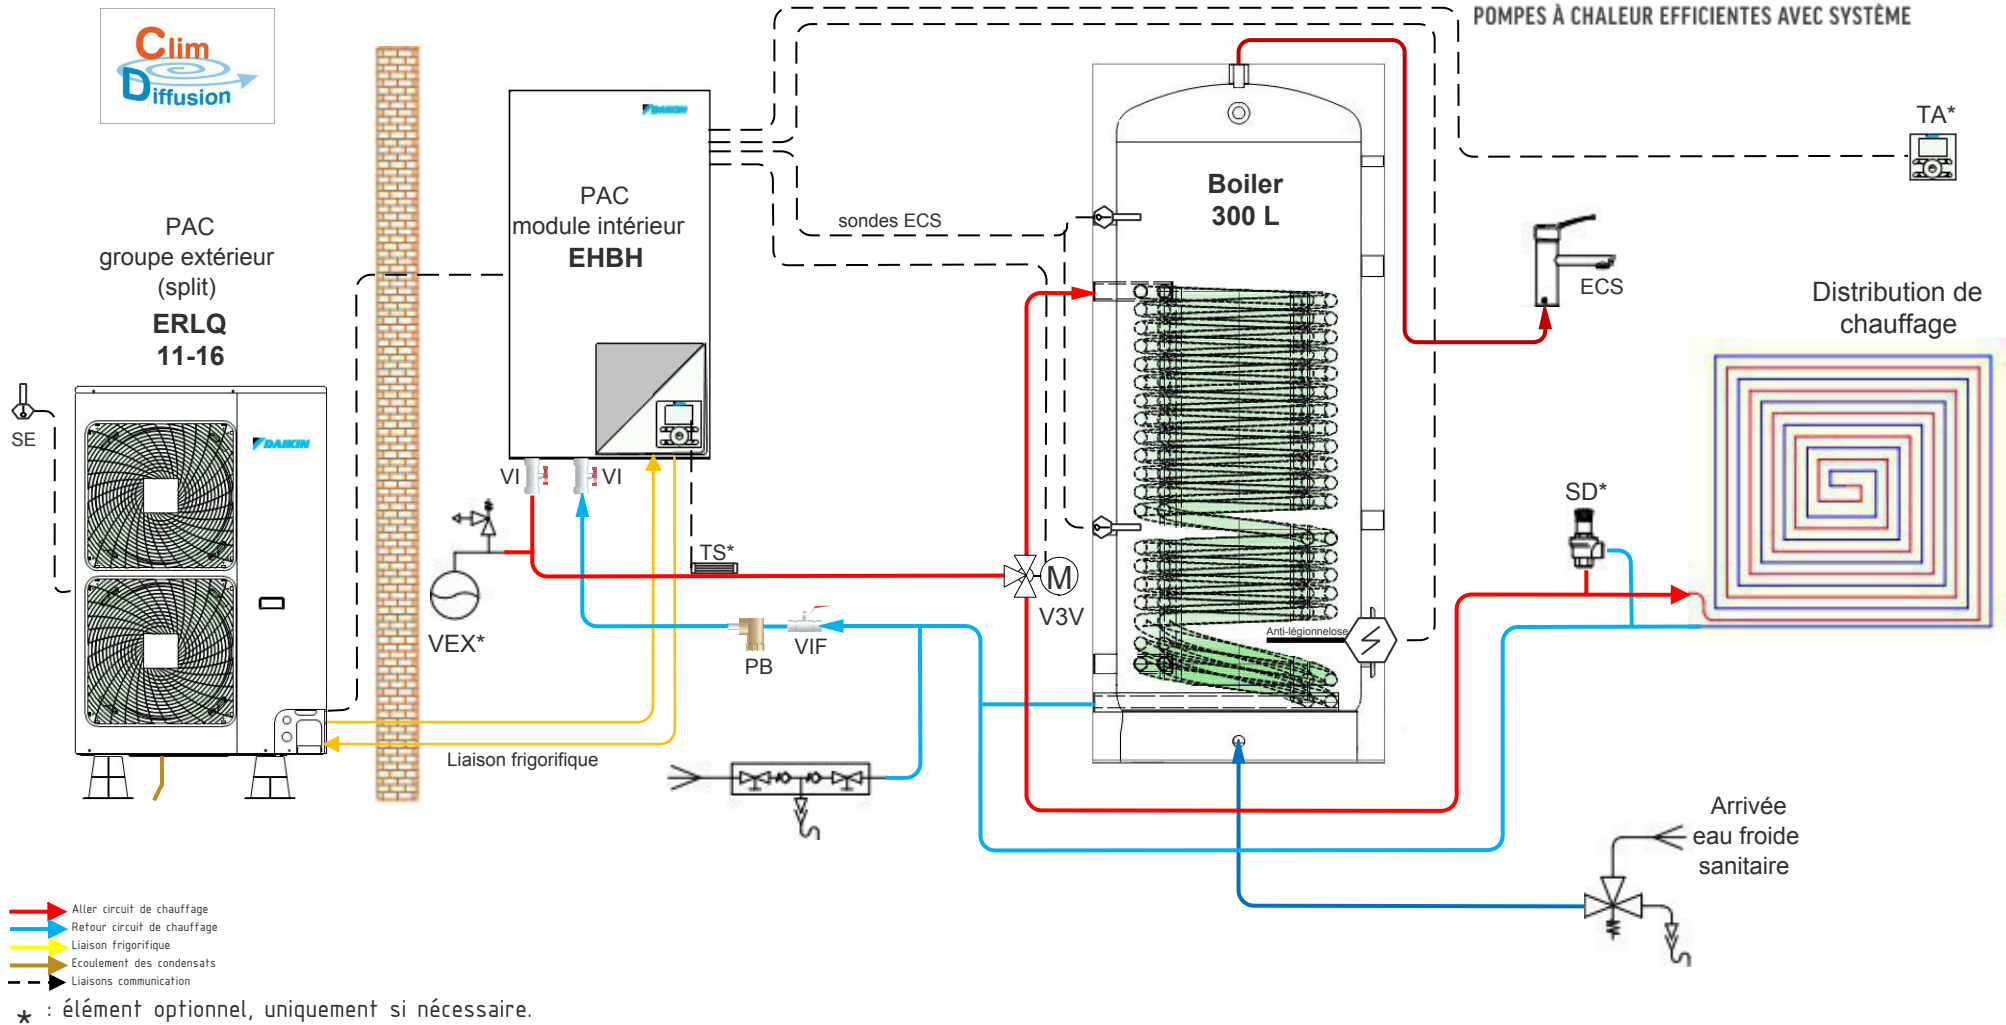 POMPES À CHALEUR EFFICIENTES AVEC SYSTÈME
Clim
Diffusion
DAIKIN
TA*
PAC
module intérieur
EHBH
Boiler
300 L
sondes ECS
PAC
groupe extérieur
(split)
ERLQ
11-16
ECS
Distribution de
chauffage
SE
DAIKIN
VI
VI
SD*
TS*
M
V3V
VEX*
PB
VIF
Anti-légionnelose
Liaison frigorifique
Arrivée
eau froide
sanitaire
Aller circuit de chauffage
Retour circuit de chauffage
Liaison frigorifique
Ecoulement des condensats
Liaisons communication
* : élément optionnel, uniquement si nécessaire.